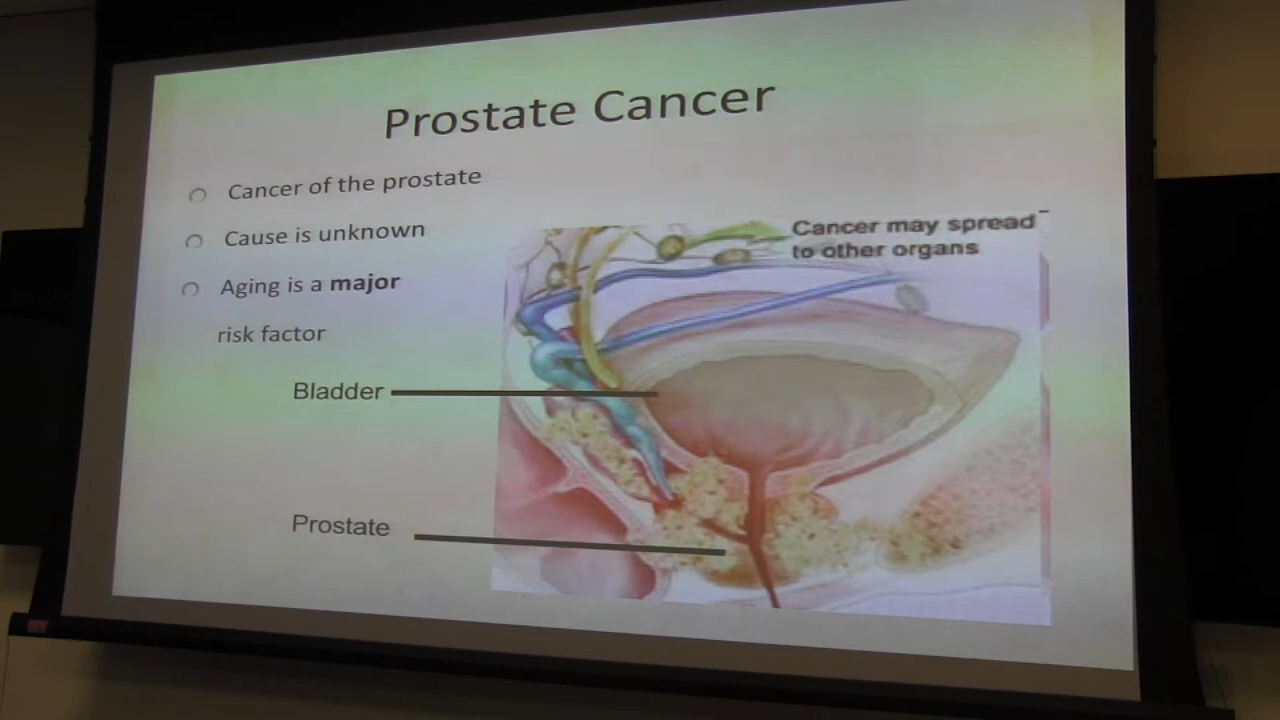 Prostate Cancer
Cancer of the prostate
Cause is unknown
Aging is a major
risk factor
Cancer may spread
to other organs
Bladder
Prostate